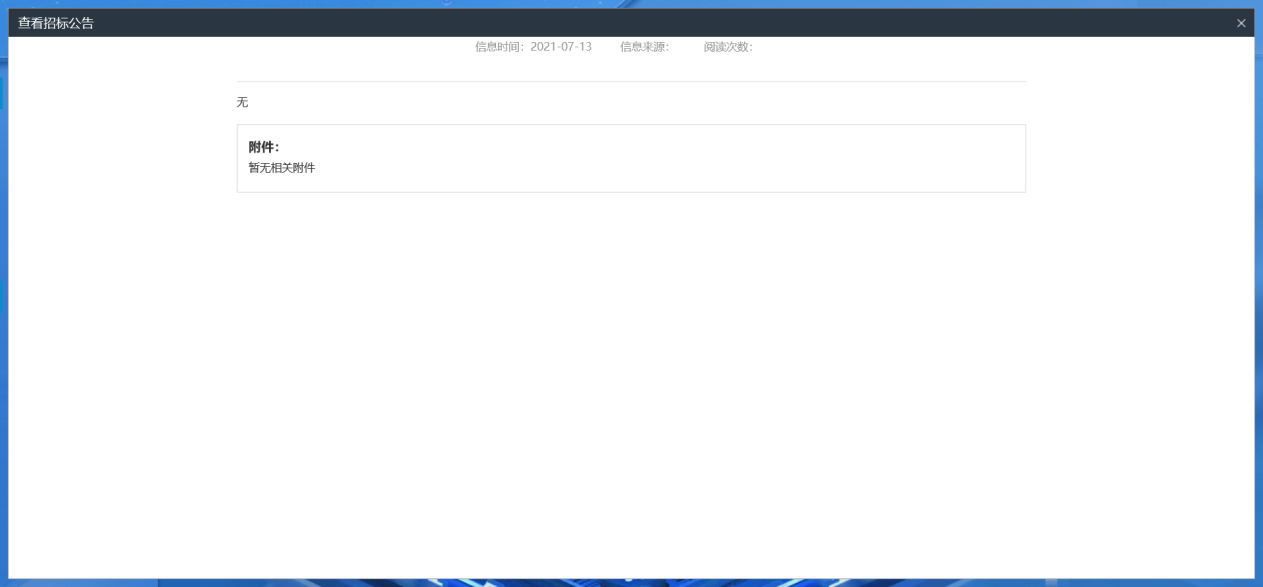 查看招标公告
信息时间：2021-07-13 信息来源： 阅读次数：
无
附件：
暂无相关附件